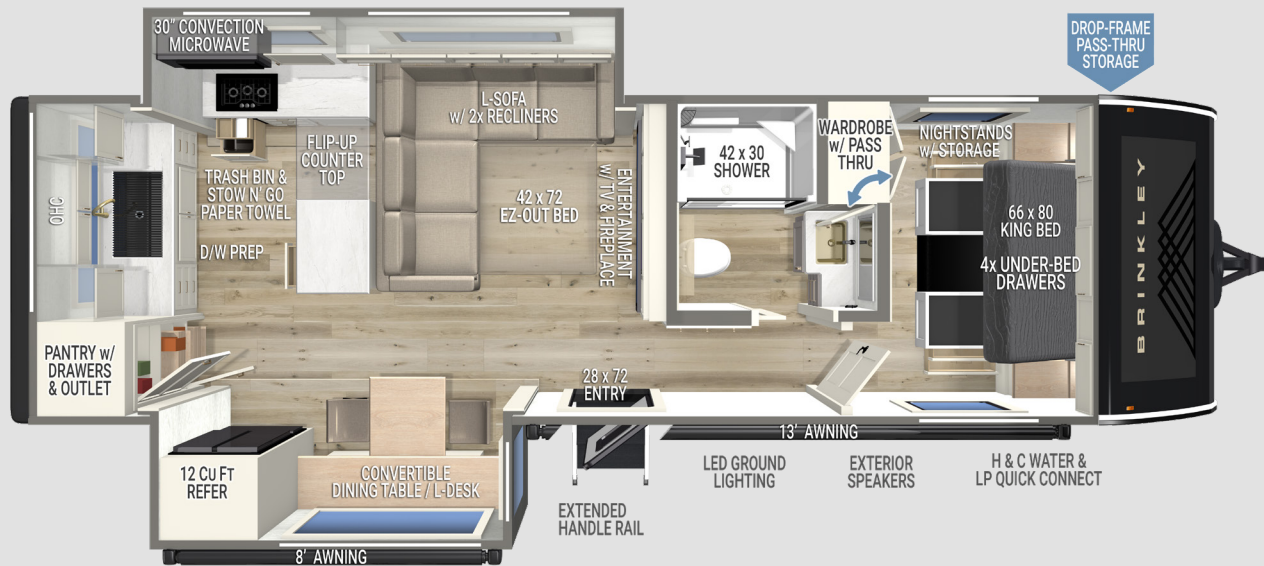 30" CONVECTION
MICROWAVE
DROP-FRAME
PASS-THRU
STORAGE
L-SOFA
w/ 2x RECLINERS
FLIP-UP
COUNTER
TOP
42 x 30
SHOWER
WARDROBE
w/ PASS
THRU
NIGHTSTANDS
w/ STORAGE
OHC
TRASH BIN &
STOW N' GO
PAPER TOWEL
D/W PREP
42 x 72
EZ-OUT BED
ENTERTAINMENT
w/ TV & FIREPLACE
66 x 80
KING BED
4x UNDER-BED
DRAWERS
BRINKLEY
PANTRY w/
DRAWERS
& OUTLET
28 x 72
ENTRY
13' AWNING
12 CU FT
REFER
CONVERTIBLE
DINING TABLE / L-DESK
LED GROUND
LIGHTING
EXTERIOR
SPEAKERS
H & C WATER &
LP QUICK CONNECT
EXTENDED
HANDLE RAIL
8' AWNING